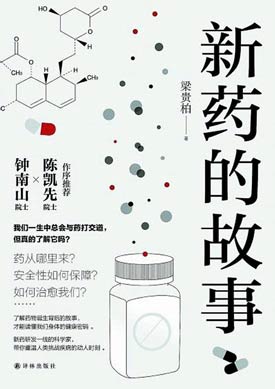 新药的故事
梁贵柏 著
作序推荐
陈凯先 院士
×
钟南山 院士
我们一生中总会与药打交道，
但真的了解它吗？
药从哪里来？
安全性如何保障？
如何治愈我们？
了解药物诞生背后的故事，
才能读懂我们身体的健康密码。
新药研发一线的科学家，
带你重温人类挑战疾病的动人时刻。
译林出版社
HO
O
O
O
O
H
H